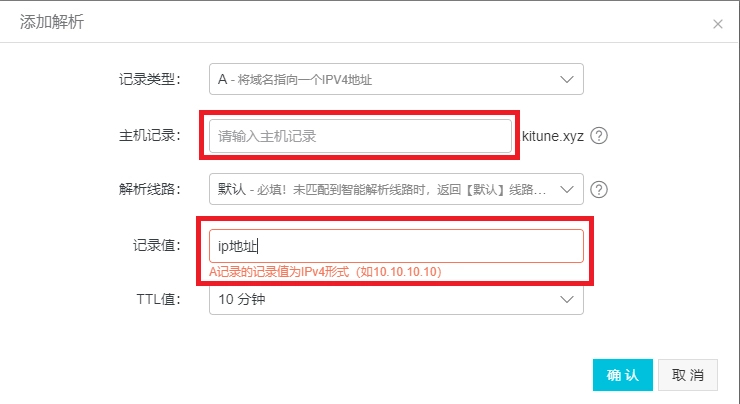 添加解析 ×
记录类型： A - 将域名指向一个IPV4地址
主机记录： 请输入主机记录 kitune.xyz ?
解析线路： 默认 - 必填！未匹配到智能解析线路时，返回【默认】线路... ?
记录值： ip地址
A记录的记录值为IPv4形式（如10.10.10.10）
TTL值： 10 分钟
确 认 取 消